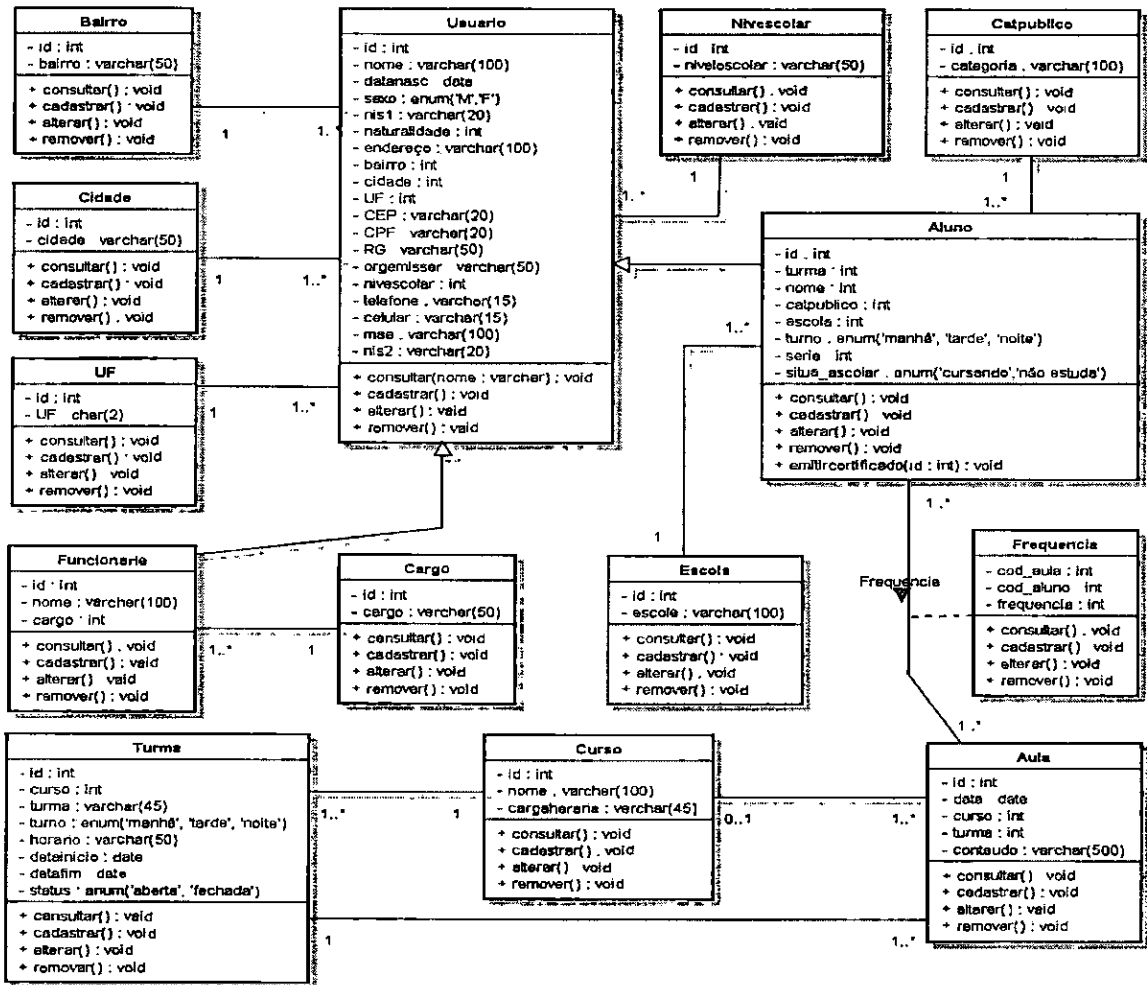 Bairro
- id : int
- bairro : varchar(50)
+ consultar() : void
+ cadastrar() : void
+ alterar() : void
+ remover() : void
1
1..
Usuario
- id : int
- nome : varchar(100)
- datanasc date
- sexo : enum('M','F')
- nis1 : varchar(20)
- naturalidade : int
- endereço : varchar(100)
- bairro : int
- cidade : int
- UF : int
- CEP : varchar(20)
- CPF varchar(20)
- RG varchar(50)
- orgemisser varchar(50)
- nivescolar : int
- telefone . varchar(15)
- celular : varchar(15)
- mae . varchar(100)
- nis2 : varchar(20)
+ consultar(nome : varchar) : void
+ cadastrar() : void
+ alterar() : void
+ remover() : void
Nivescolar
- id int
- nivelescolar : varchar(50)
+ consultar() . void
+ cadastrar() : void
+ alterar() . void
+ remover() : void
1
1..*
Catpublico
- id . int
- categoria . varchar(100)
+ consultar() : void
+ cadastrar() void
+ alterar() : void
+ remover() : void
1
1..*
Cidade
- id : int
- cidade varchar(50)
+ consultar() : void
+ cadastrar() : void
+ alterar() : void
+ remover() . void
1
1..*
Aluno
- id . int
- turma : int
- nome : int
- catpublico : int
- escola : int
- turno . enum('manhã', 'tarde', 'noite')
- serie int
- situa_escolar . enum('cursando','não estuda')
+ consultar() : void
+ cadastrar() void
+ alterar() : void
+ remover() : void
+ emitircertificado(id : int) : void
1..*
1..*
UF
- id : int
- UF char(2)
+ consultar() : void
+ cadastrar() : void
+ alterar() void
+ remover() : void
1
1..*
Funcionario
- id : int
- nome : varchar(100)
- cargo : int
+ consultar() . void
+ cadastrar() : void
+ alterar() void
+ remover() : void
1..*
1
Cargo
- id : int
- cargo : varchar(50)
+ consultar() : void
+ cadastrar() : void
+ alterar() : void
+ remover() : void
1
Escola
- id : int
- escola : varchar(100)
+ consultar() : void
+ cadastrar() : void
+ alterar() . void
+ remover() : void
Frequencia
Frequencia
- cod_aula : int
- cod_aluno int
- frequencia : int
+ consultar() . void
+ cadastrar() void
+ alterar() : void
+ remover() : void
1..*
Turma
- id : int
- curso : int
- turma : varchar(45)
- turno : enum('manhã', 'tarde', 'noite')
- horario : varchar(50)
- datainicio : date
- datafim date
- status : enum('aberta', 'fechada')
+ consultar() : void
+ cadastrar() : void
+ alterar() : void
+ remover() : void
1..*
1
Curso
- id : int
- nome . varchar(100)
- cargahoraria : varchar(45]
+ consultar() : void
+ cadastrar() . void
+ alterar() void
+ remover() : void
0..1
1..*
Aula
- id : int
- data date
- curso : int
- turma : int
- conteudo : varchar(500)
+ consultar() void
+ cadastrar() : void
+ alterar() : void
+ remover() : void
1
1..*